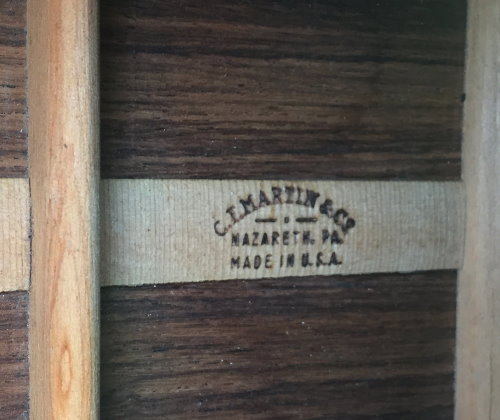 C.F. MARTIN & CO.
NAZARETH, PA.
MADE IN U.S.A.